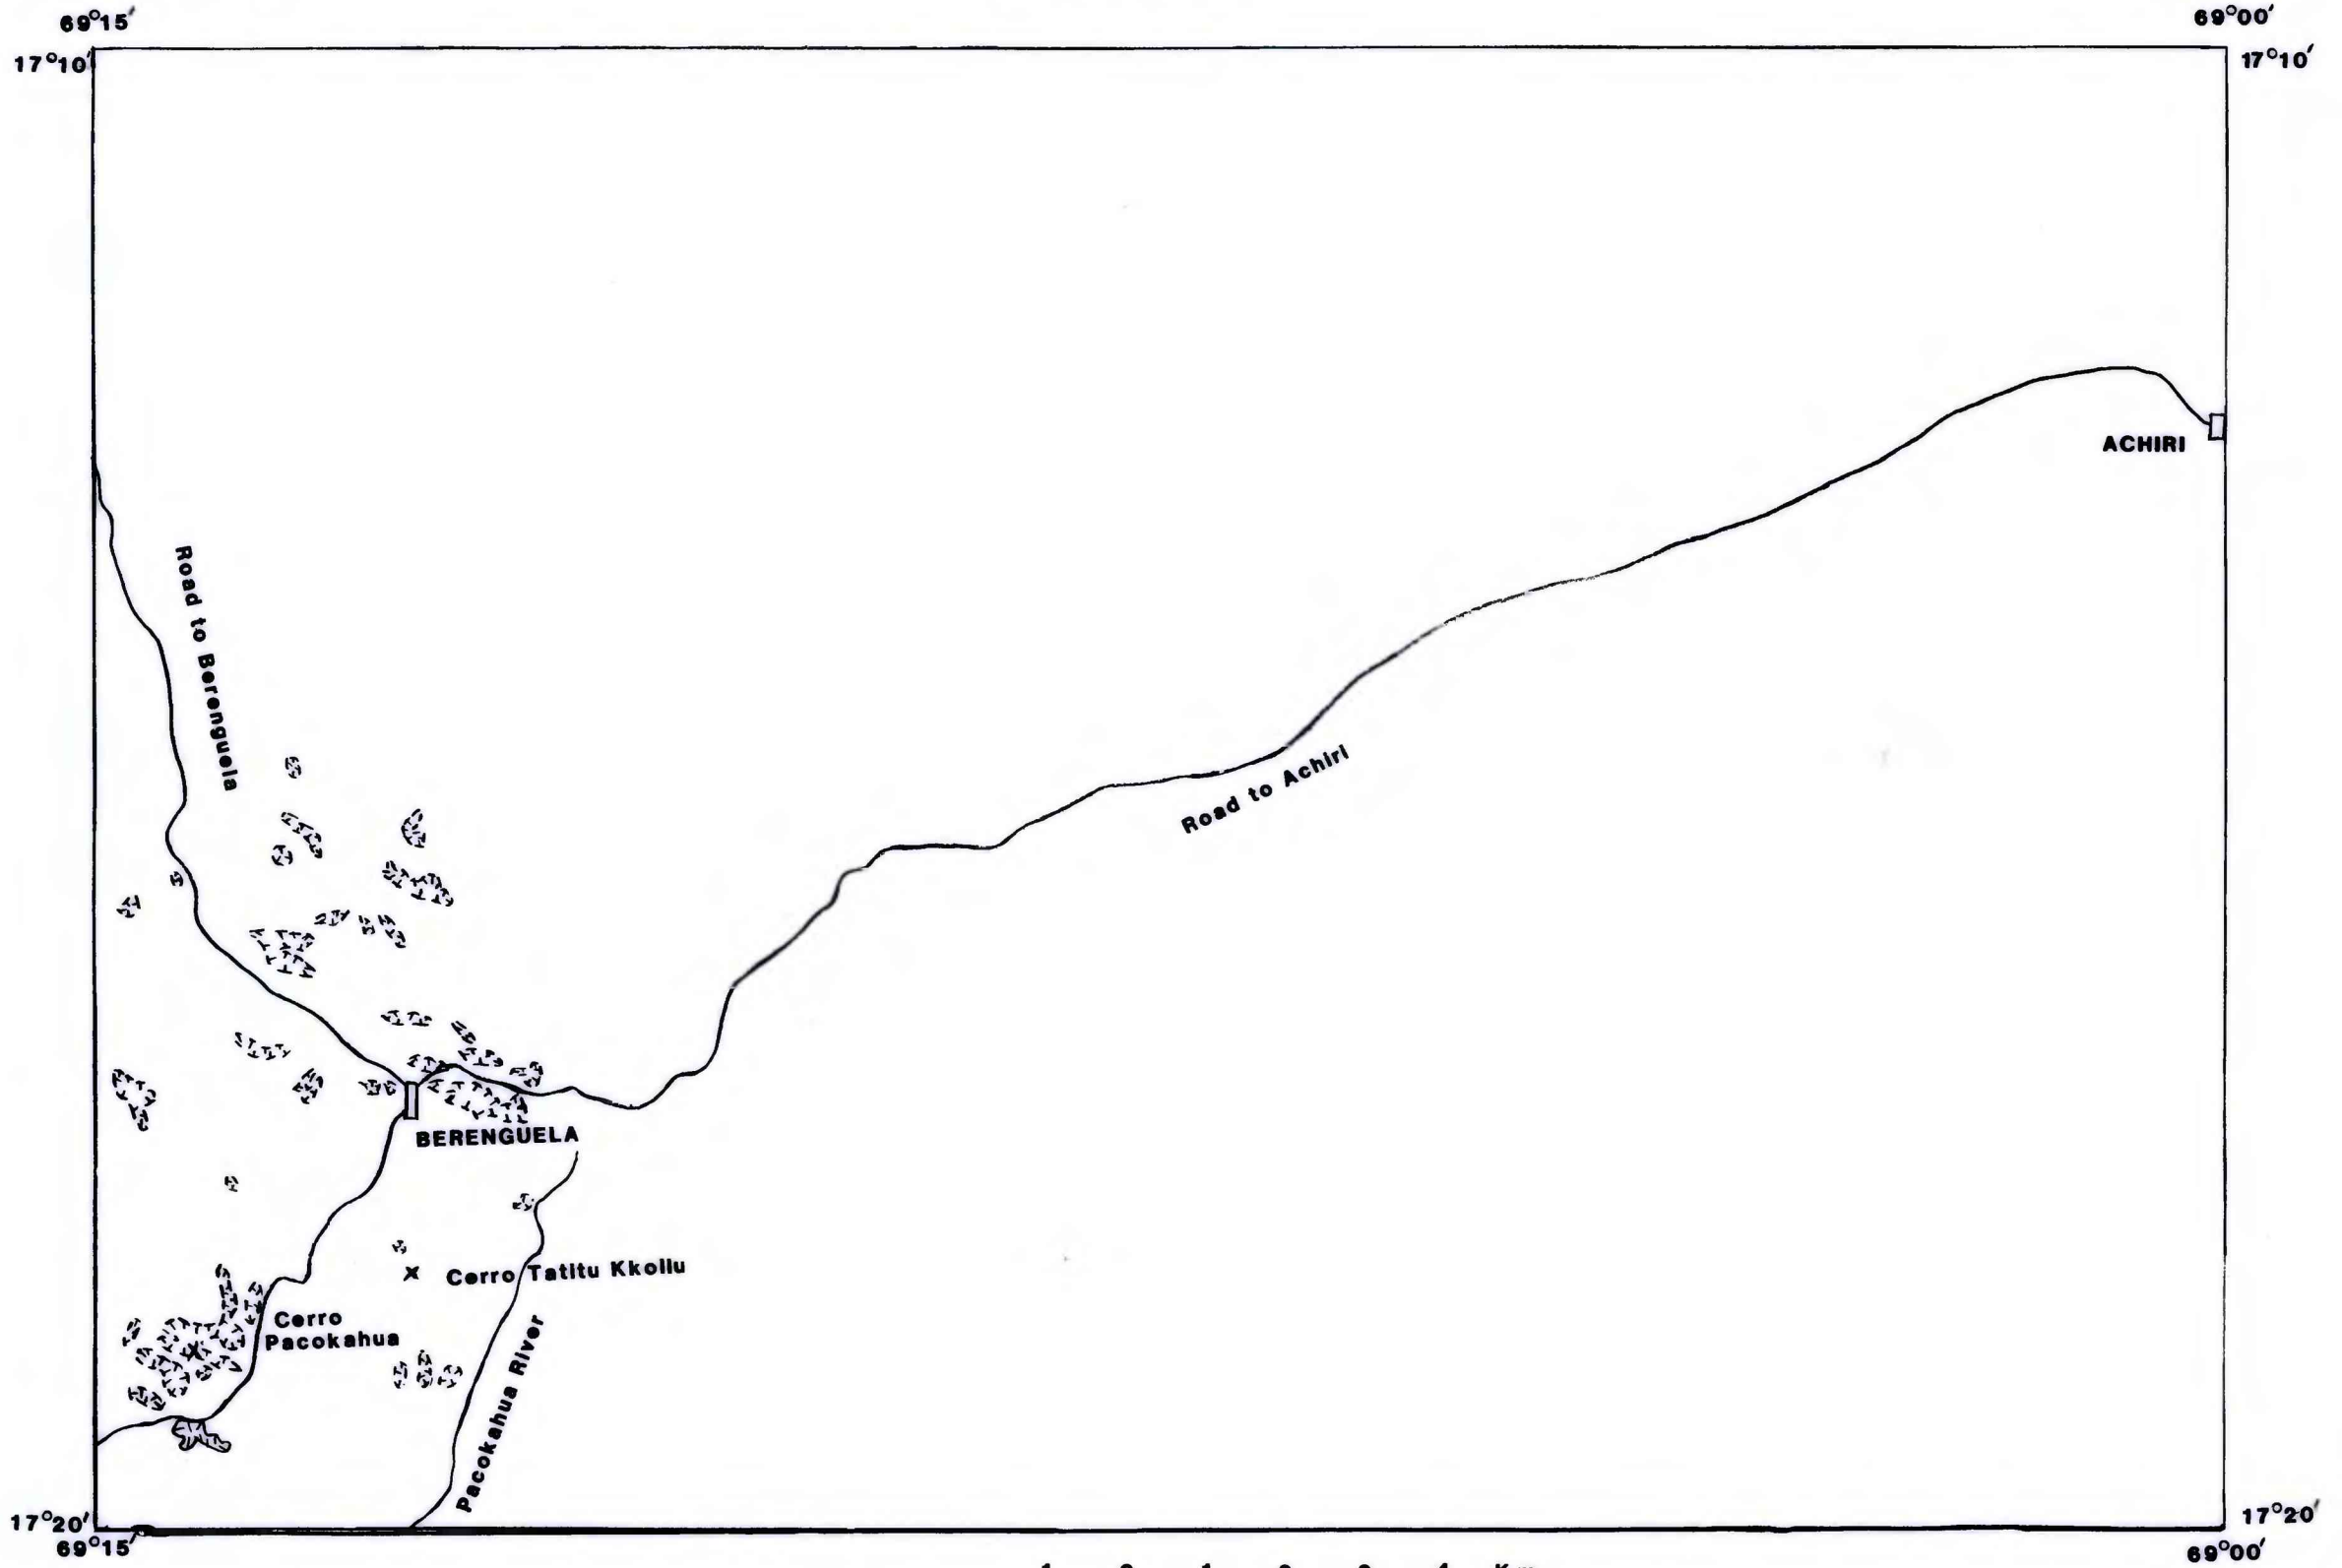 69°15′
69°00′
17°10′
17°10′
ACHIRI
Road to Berenguela
Road to Achiri
BERENGUELA
Cerro Tatitu Kkollu
Cerro
Pacokahua
Pacokahua River
17°20′
17°20′
69°15′
69°00′